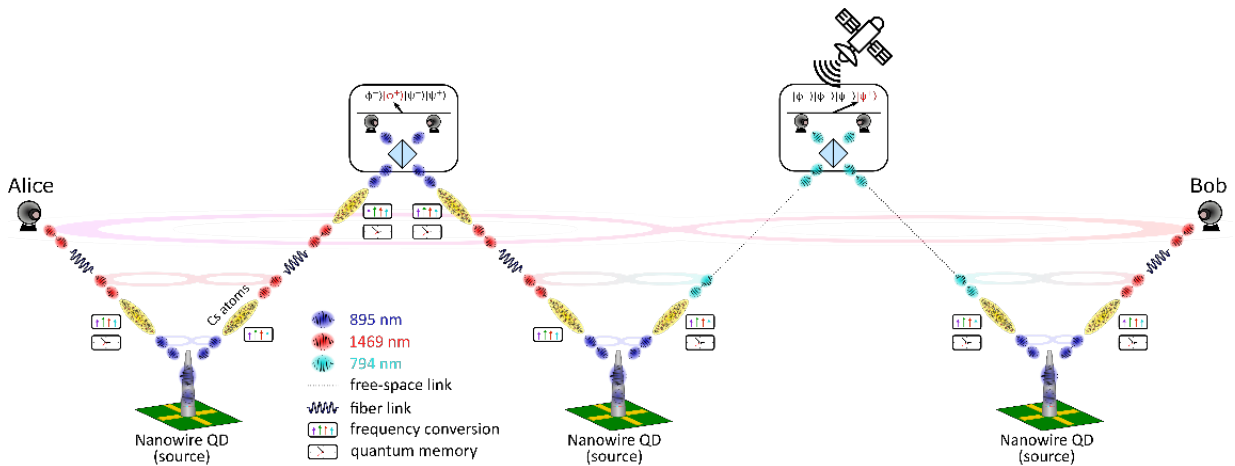 |ϕ⁻⟩|ϕ⁺⟩|ψ⁻⟩|ψ⁺⟩
Alice
Bob
Cs atoms
895 nm
1469 nm
794 nm
free-space link
fiber link
frequency conversion
quantum memory
Nanowire QD
(source)
Nanowire QD
(source)
Nanowire QD
(source)